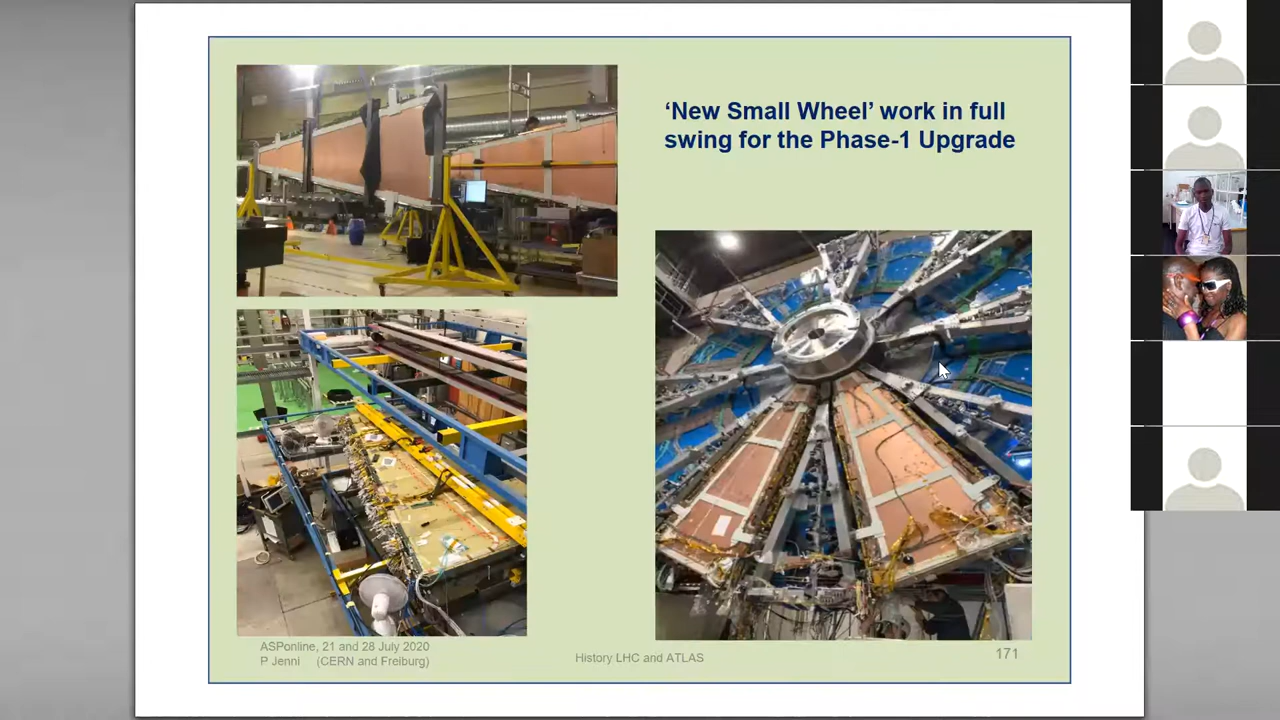 ‘New Small Wheel’ work in full
swing for the Phase-1 Upgrade
ASPonline, 21 and 28 July 2020
P Jenni (CERN and Freiburg)
History LHC and ATLAS
171